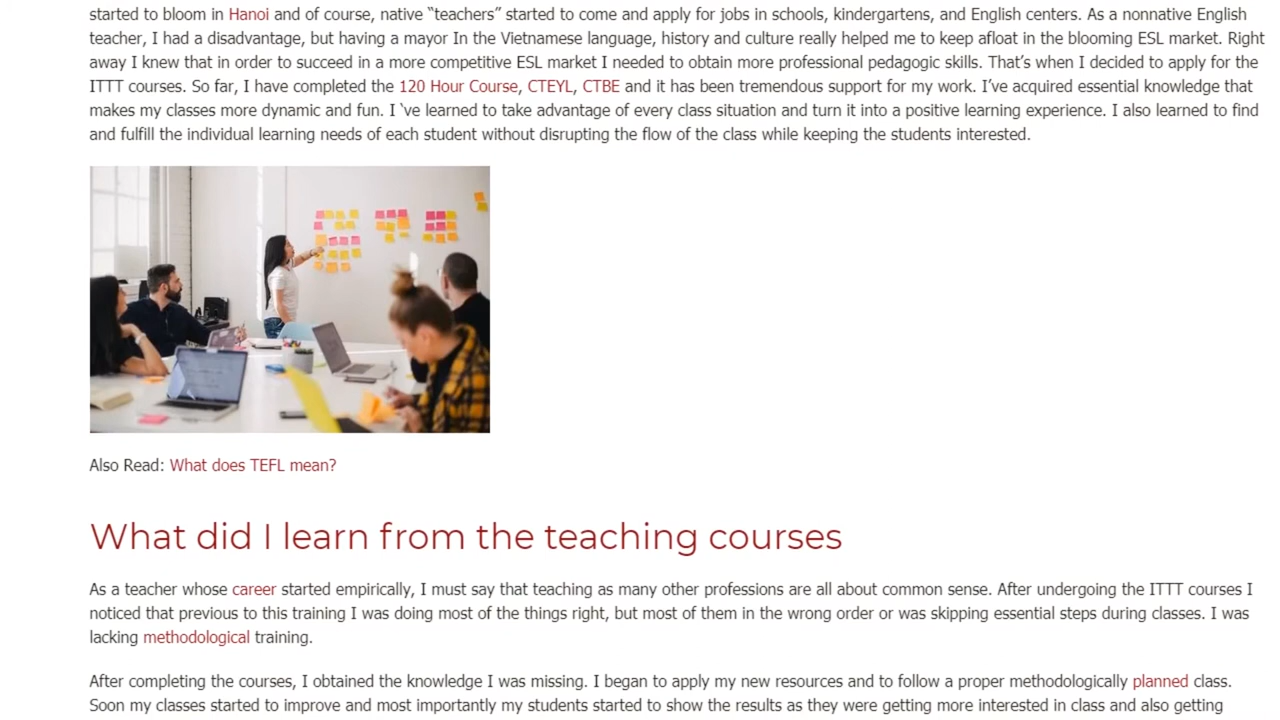 started to bloom in Hanoi and of course, native “teachers” started to come and apply for jobs in schools, kindergartens, and English centers. As a nonnative English
teacher, I had a disadvantage, but having a mayor In the Vietnamese language, history and culture really helped me to keep afloat in the blooming ESL market. Right
away I knew that in order to succeed in a more competitive ESL market I needed to obtain more professional pedagogic skills. That’s when I decided to apply for the
ITTT courses. So far, I have completed the 120 Hour Course, CTEYL, CTBE and it has been tremendous support for my work. I’ve acquired essential knowledge that
makes my classes more dynamic and fun. I ‘ve learned to take advantage of every class situation and turn it into a positive learning experience. I also learned to find
and fulfill the individual learning needs of each student without disrupting the flow of the class while keeping the students interested.
Also Read: What does TEFL mean?
What did I learn from the teaching courses
As a teacher whose career started empirically, I must say that teaching as many other professions are all about common sense. After undergoing the ITTT courses I
noticed that previous to this training I was doing most of the things right, but most of them in the wrong order or was skipping essential steps during classes. I was
lacking methodological training.
After completing the courses, I obtained the knowledge I was missing. I began to apply my new resources and to follow a proper methodologically planned class.
Soon my classes started to improve and most importantly my students started to show the results as they were getting more interested in class and also getting